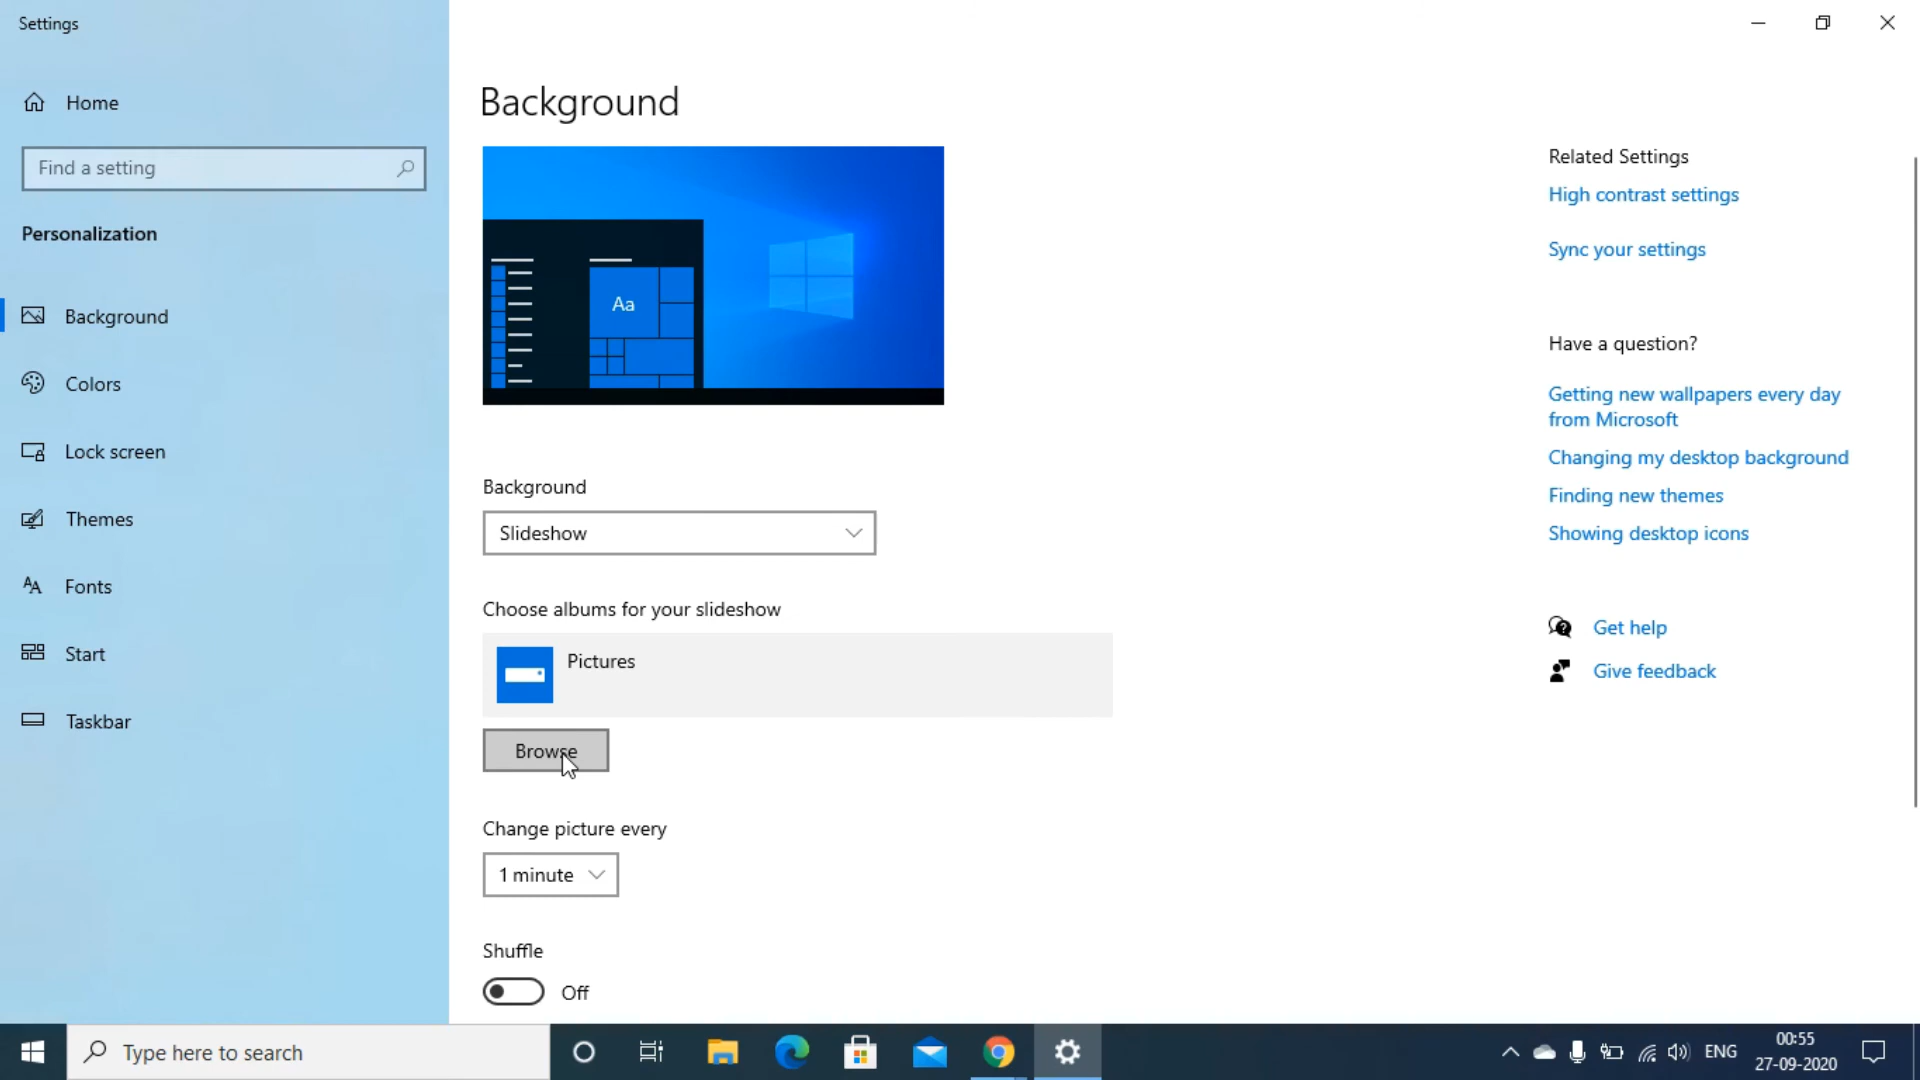 Settings
Home
Find a setting
Personalization
Background
Colors
Lock screen
Themes
Fonts
Start
Taskbar
Background
Aa
Background
Slideshow
Choose albums for your slideshow
Pictures
Browse
Change picture every
1 minute
Shuffle
Off
Related Settings
High contrast settings
Sync your settings
Have a question?
Getting new wallpapers every day
from Microsoft
Changing my desktop background
Finding new themes
Showing desktop icons
Get help
Give feedback
Type here to search
ENG
00:55
27-09-2020